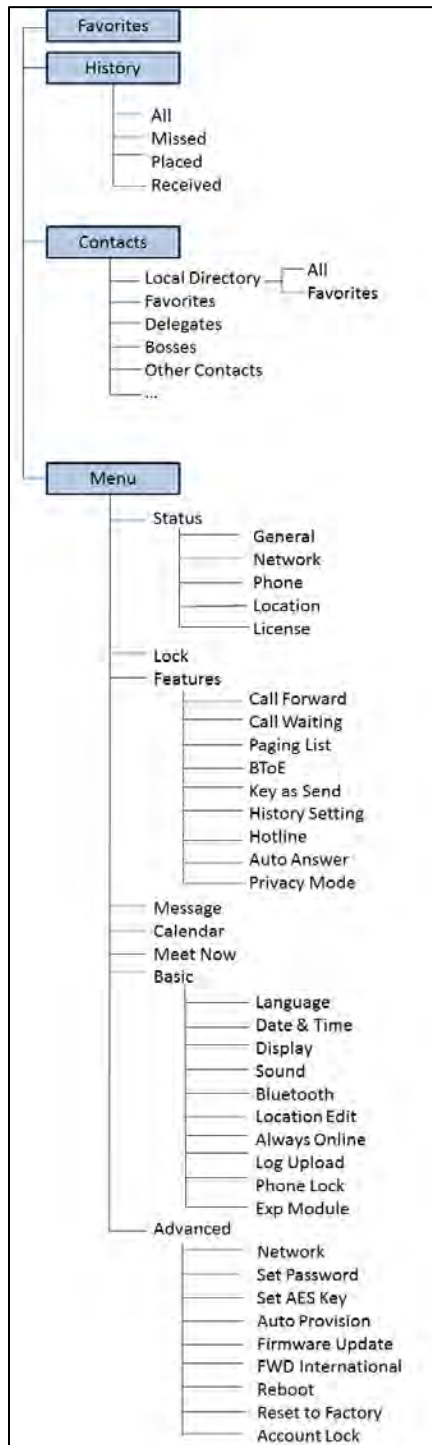 Favorites
History
All
Missed
Placed
Received
Contacts
Local Directory
All
Favorites
Favorites
Delegates
Bosses
Other Contacts
...
Menu
Status
General
Network
Phone
Location
License
Lock
Features
Call Forward
Call Waiting
Paging List
BToE
Key as Send
History Setting
Hotline
Auto Answer
Privacy Mode
Message
Calendar
Meet Now
Basic
Language
Date & Time
Display
Sound
Bluetooth
Location Edit
Always Online
Log Upload
Phone Lock
Exp Module
Advanced
Network
Set Password
Set AES Key
Auto Provision
Firmware Update
FWD International
Reboot
Reset to Factory
Account Lock